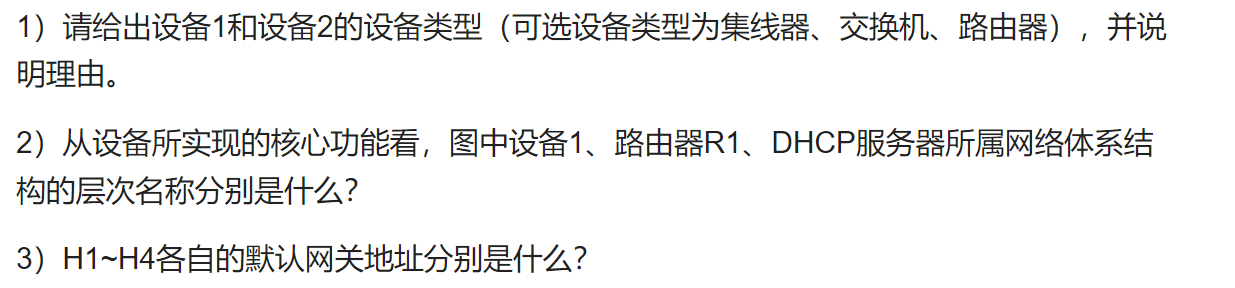 1）请给出设备1和设备2的设备类型（可选设备类型为集线器、交换机、路由器），并说
明理由。
2）从设备所实现的核心功能看，图中设备1、路由器R1、DHCP服务器所属网络体系结
构的层次名称分别是什么？
3）H1~H4各自的默认网关地址分别是什么？